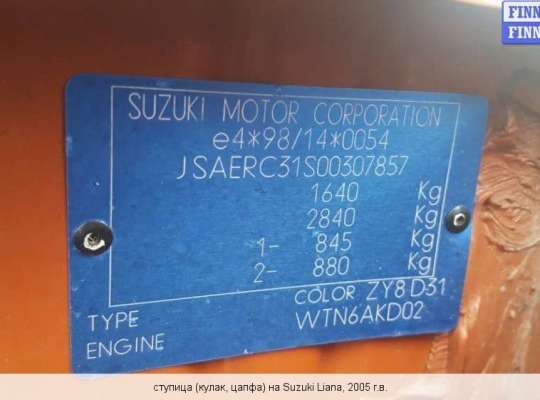 FINN
FINN
SUZUKI MOTOR CORPORATION
e4*98/14*0054
JSAERC31S00307857
1640 Kg
2840 Kg
1- 845 Kg
2- 880 Kg
COLOR ZY8 D31
TYPE WTN6AKD02
ENGINE
ступица (кулак, цапфа) на Suzuki Liana, 2005 г.в.